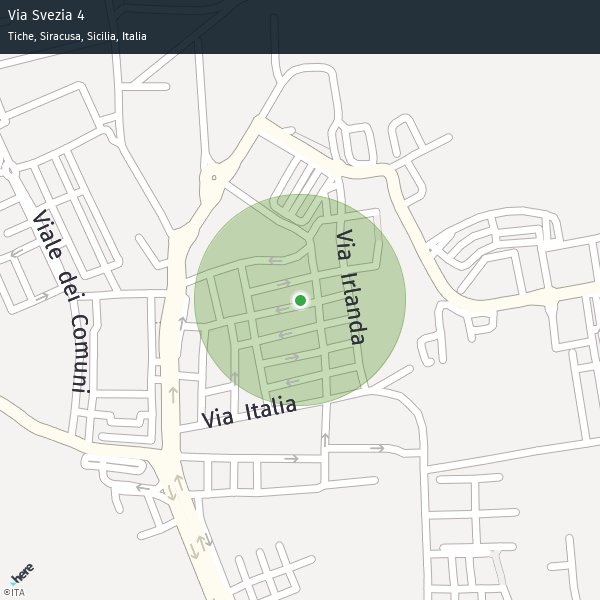 Via Svezia 4
Tiche, Siracusa, Sicilia, Italia
Viale dei Comuni
Via Irlanda
Via Italia
here
©ITA